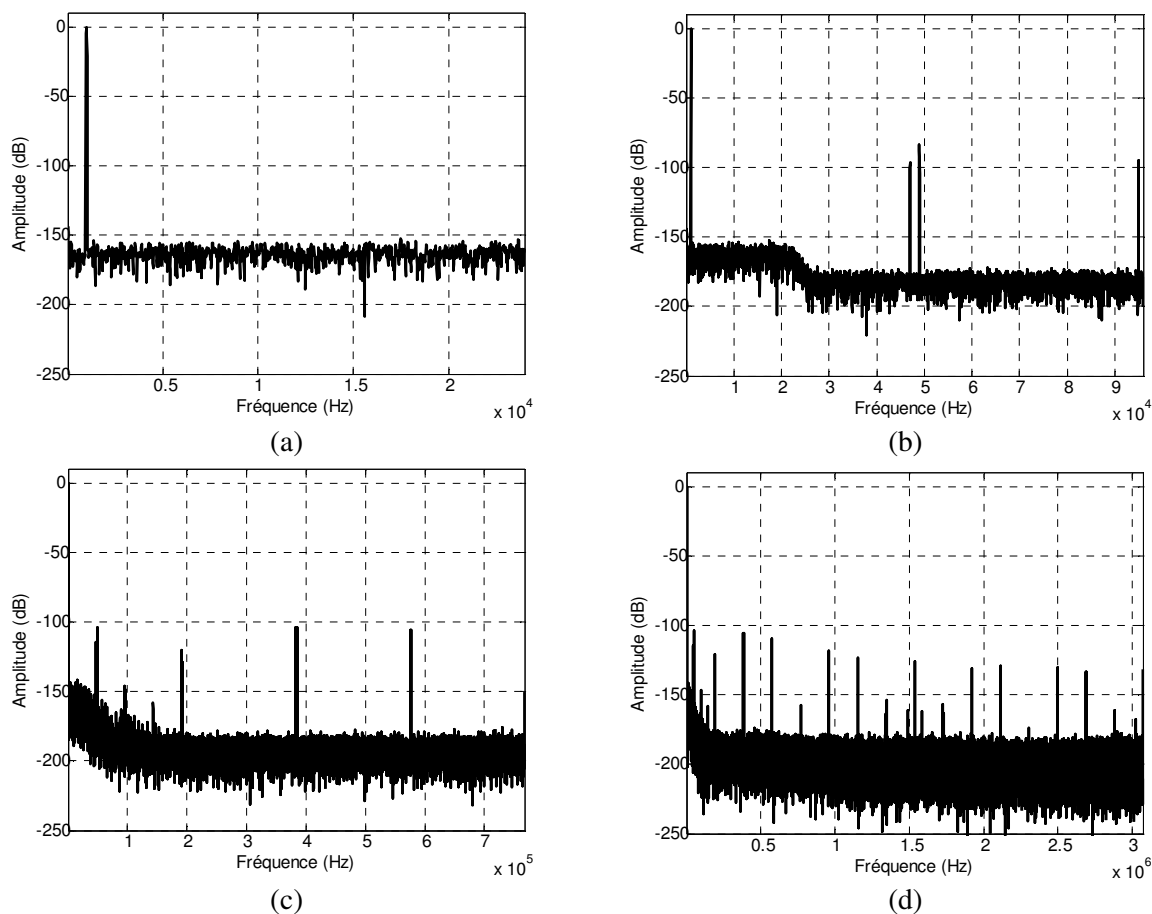 0
-50
-100
-150
-200
-250
Amplitude (dB)
0.5 1 1.5 2
Fréquence (Hz)
x 10^4
(a)
0
-50
-100
-150
-200
-250
Amplitude (dB)
1 2 3 4 5 6 7 8 9
Fréquence (Hz)
x 10^4
(b)
0
-50
-100
-150
-200
-250
Amplitude (dB)
1 2 3 4 5 6 7
Fréquence (Hz)
x 10^5
(c)
0
-50
-100
-150
-200
-250
Amplitude (dB)
0.5 1 1.5 2 2.5 3
Fréquence (Hz)
x 10^6
(d)